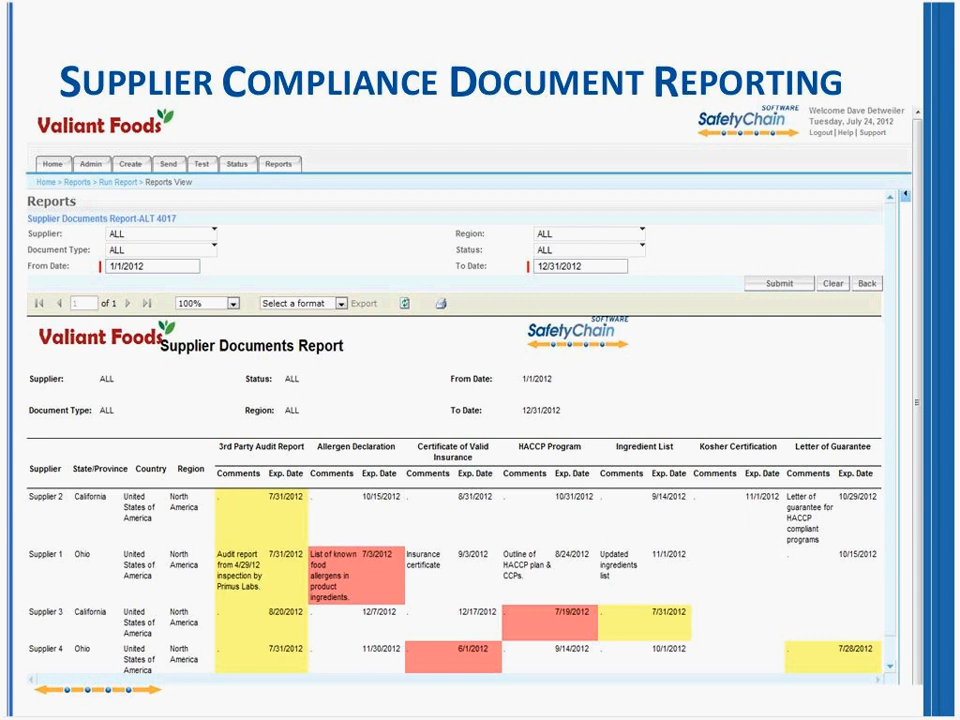 SUPPLIER COMPLIANCE DOCUMENT REPORTING
Valiant Foods
SOFTWARE
SafetyChain
Welcome Dave Detweiler
Tuesday, July 24, 2012
Logout | Help | Support
Home Admin Create Send Test Status Reports
Home > Reports > Run Report > Reports View
Reports
Supplier Documents Report-ALT 4017
Supplier: ALL Region: ALL
Document Type: ALL Status: ALL
From Date: 1/1/2012 To Date: 12/31/2012
Submit Clear Back
1 of 1 100% Select a format Export
Valiant Foods
Supplier Documents Report
SOFTWARE
SafetyChain
Supplier: ALL Status: ALL From Date: 1/1/2012
Document Type: ALL Region: ALL To Date: 12/31/2012
3rd Party Audit Report Allergen Declaration Certificate of Valid HACCP Program Ingredient List Kosher Certification Letter of Guarantee
Insurance
Supplier State/Province Country Region Comments Exp. Date Comments Exp. Date Comments Exp. Date Comments Exp. Date Comments Exp. Date Comments Exp. Date Comments Exp. Date
Supplier 2 California United North . 7/31/2012 . 10/15/2012 . 8/31/2012 . 10/31/2012 . 9/14/2012 . 11/1/2012 Letter of 10/29/2012
States of America guarantee for
America HACCP
compliant
programs
Supplier 1 Ohio United North Audit report 7/31/2012 List of known 7/3/2012 Insurance 9/3/2012 Outline of 8/24/2012 Updated 11/1/2012 . 10/15/2012
States of America from 4/29/12 food certificate HACCP plan & ingredients
America inspection by allergens in CCPs. list
Primus Labs. product
ingredients.
Supplier 3 California United North . 8/20/2012 . 12/7/2012 . 12/17/2012 . 7/19/2012 . 7/31/2012
States of America
America
Supplier 4 Ohio United North . 7/31/2012 . 11/30/2012 . 6/1/2012 . 9/14/2012 . 10/1/2012 . 7/28/2012
States of America
America